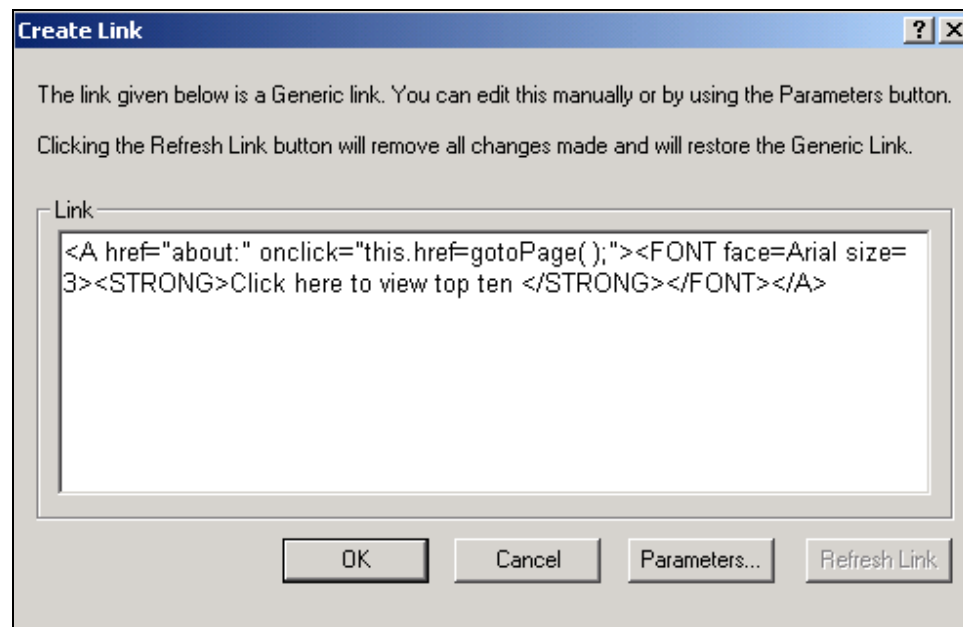 Create Link
The link given below is a Generic link. You can edit this manually or by using the Parameters button.
Clicking the Refresh Link button will remove all changes made and will restore the Generic Link.
Link
<A href="about:" onclick="this.href=gotoPage( );"><FONT face=Arial size=
3><STRONG>Click here to view top ten </STRONG></FONT></A>
OK Cancel Parameters... Refresh Link